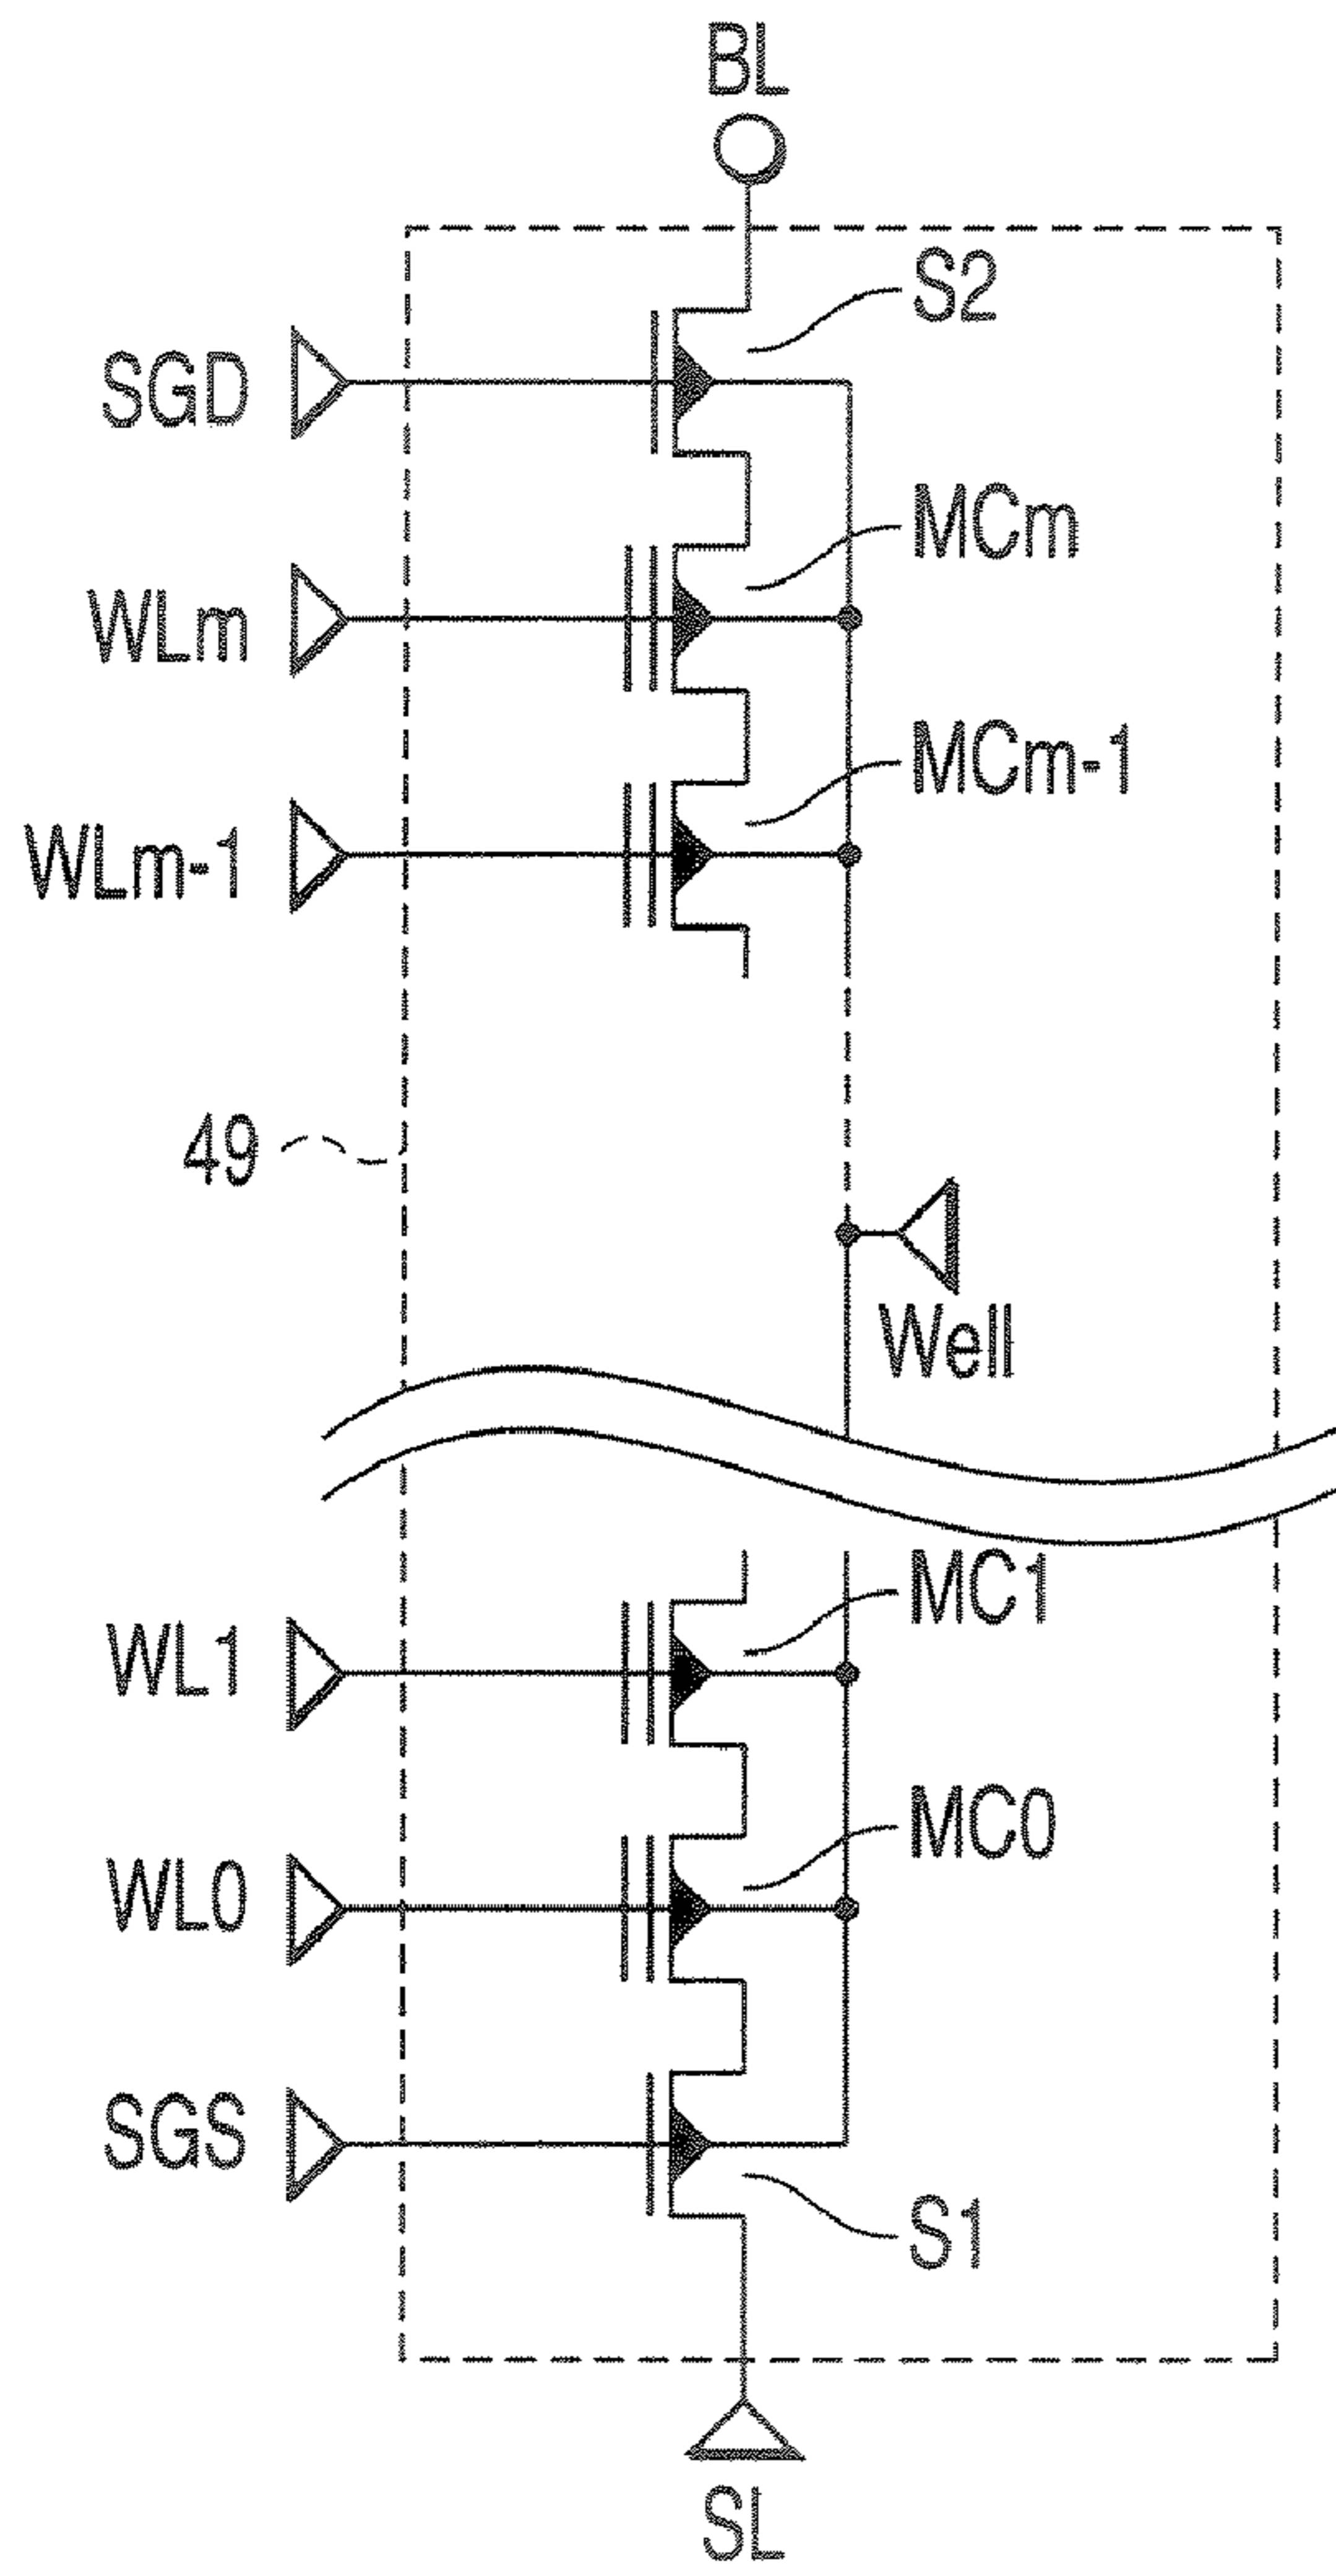 BL
S2
SGD
MCm
WLm
MCm-1
WLm-1
49
Well
MC1
WL1
MC0
WL0
SGS
S1
SL